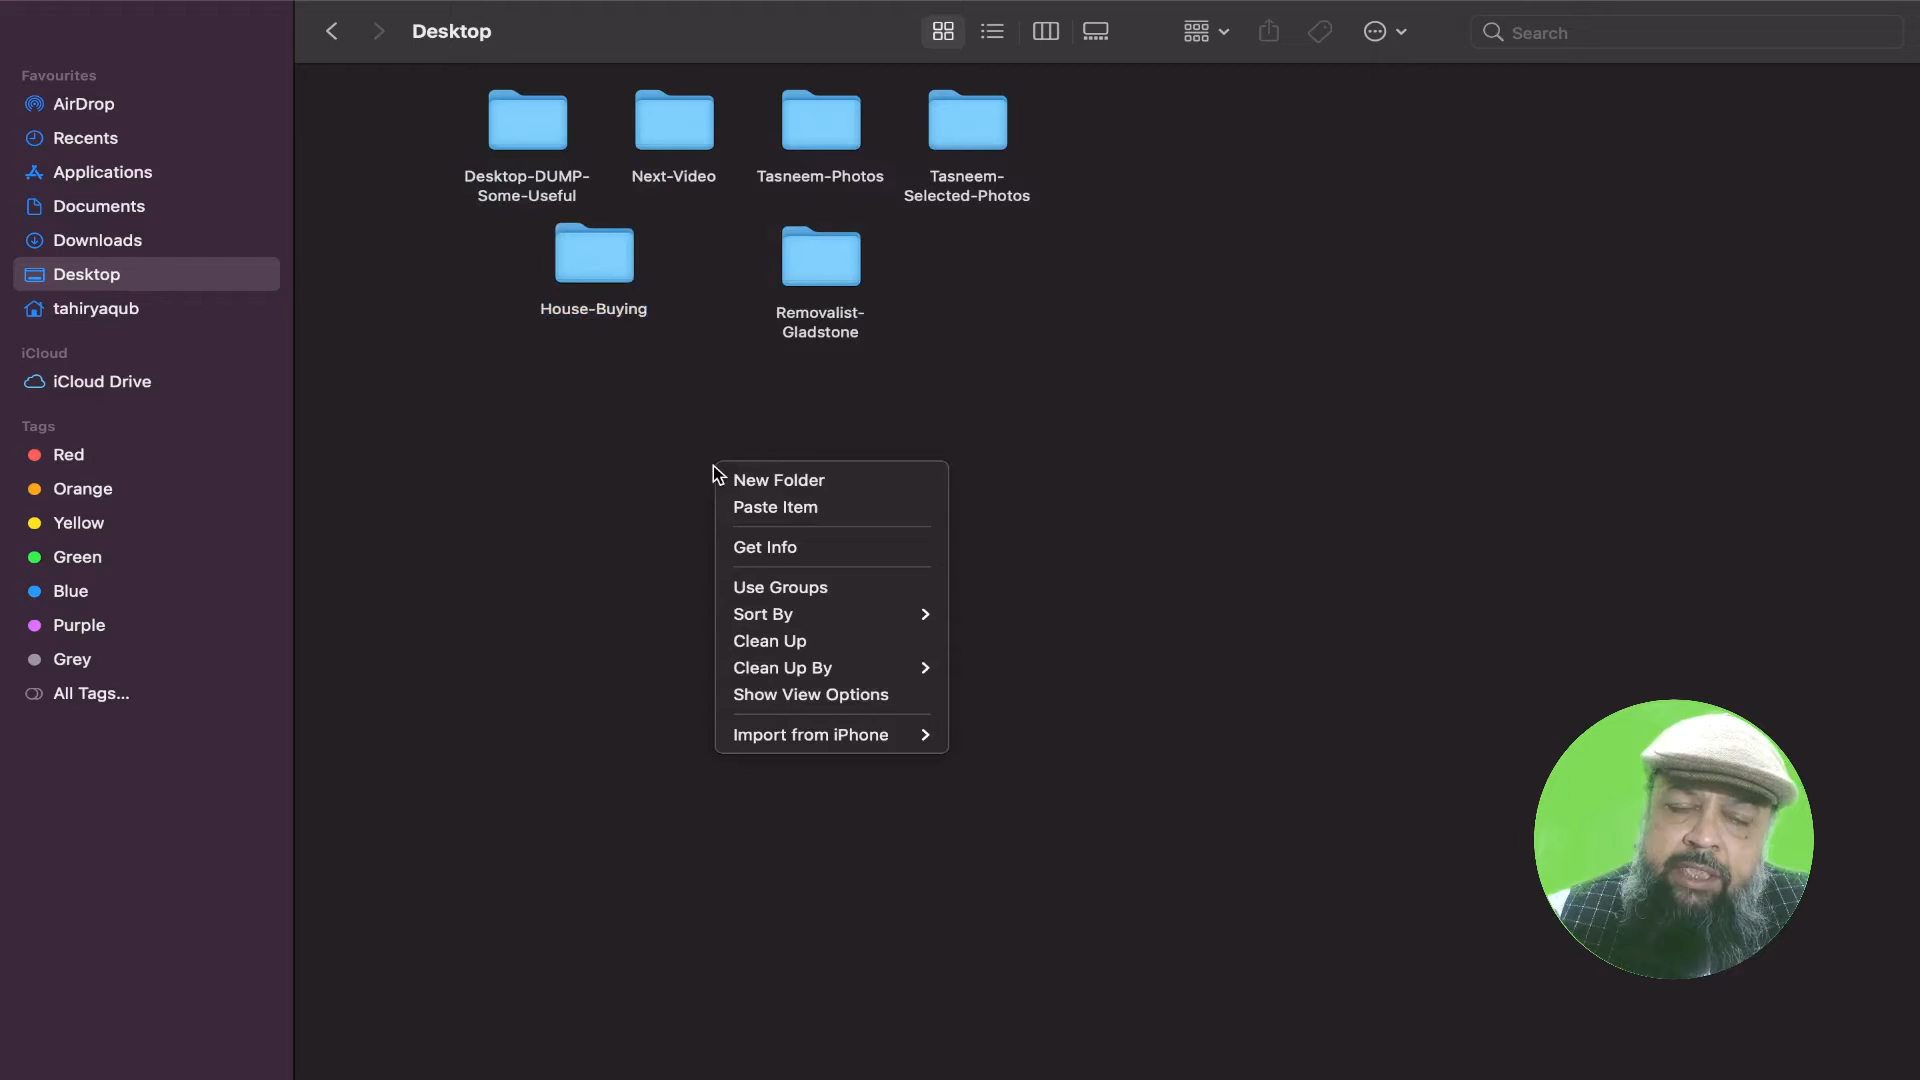 Desktop
Search
Favourites
AirDrop
Recents
Applications
Documents
Downloads
Desktop
tahiryaqub
iCloud
iCloud Drive
Tags
Red
Orange
Yellow
Green
Blue
Purple
Grey
All Tags...
Desktop-DUMP-
Some-Useful
Next-Video
Tasneem-Photos
Tasneem-
Selected-Photos
House-Buying
Removalist-
Gladstone
New Folder
Paste Item
Get Info
Use Groups
Sort By
Clean Up
Clean Up By
Show View Options
Import from iPhone